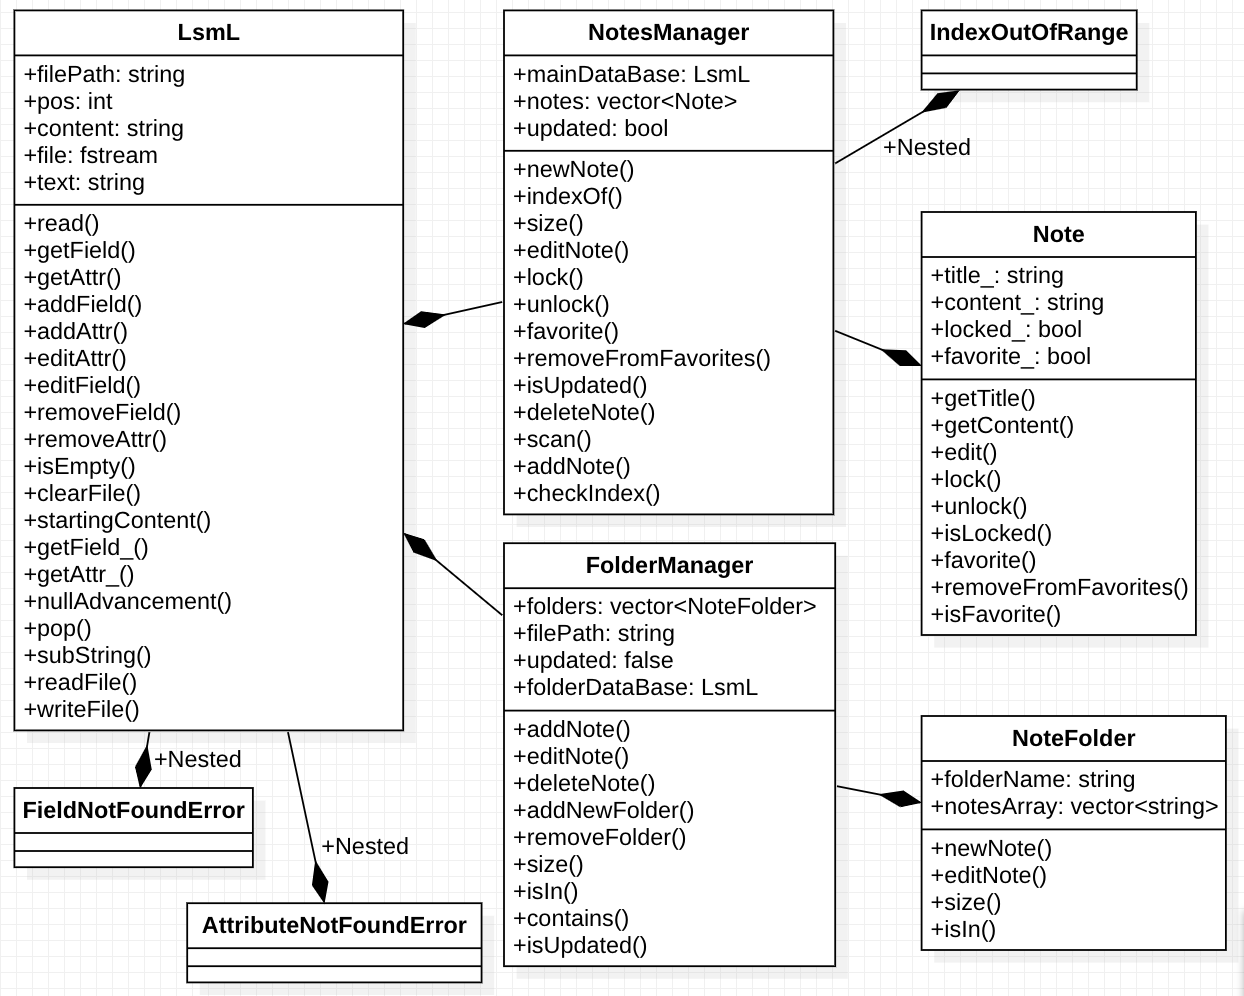 LsmL
+filePath: string
+pos: int
+content: string
+file: fstream
+text: string
+read()
+getField()
+getAttr()
+addField()
+addAttr()
+editAttr()
+editField()
+removeField()
+removeAttr()
+isEmpty()
+clearFile()
+startingContent()
+getField_()
+getAttr_()
+nullAdvancement()
+pop()
+subString()
+readFile()
+writeFile()
+Nested
FieldNotFoundError
+Nested
AttributeNotFoundError
NotesManager
+mainDataBase: LsmL
+notes: vector<Note>
+updated: bool
+newNote()
+indexOf()
+size()
+editNote()
+lock()
+unlock()
+favorite()
+removeFromFavorites()
+isUpdated()
+deleteNote()
+scan()
+addNote()
+checkIndex()
FolderManager
+folders: vector<NoteFolder>
+filePath: string
+updated: false
+folderDataBase: LsmL
+addNote()
+editNote()
+deleteNote()
+addNewFolder()
+removeFolder()
+size()
+isIn()
+contains()
+isUpdated()
IndexOutOfRange
+Nested
Note
+title_: string
+content_: string
+locked_: bool
+favorite_: bool
+getTitle()
+getContent()
+edit()
+lock()
+unlock()
+isLocked()
+favorite()
+removeFromFavorites()
+isFavorite()
NoteFolder
+folderName: string
+notesArray: vector<string>
+newNote()
+editNote()
+size()
+isIn()